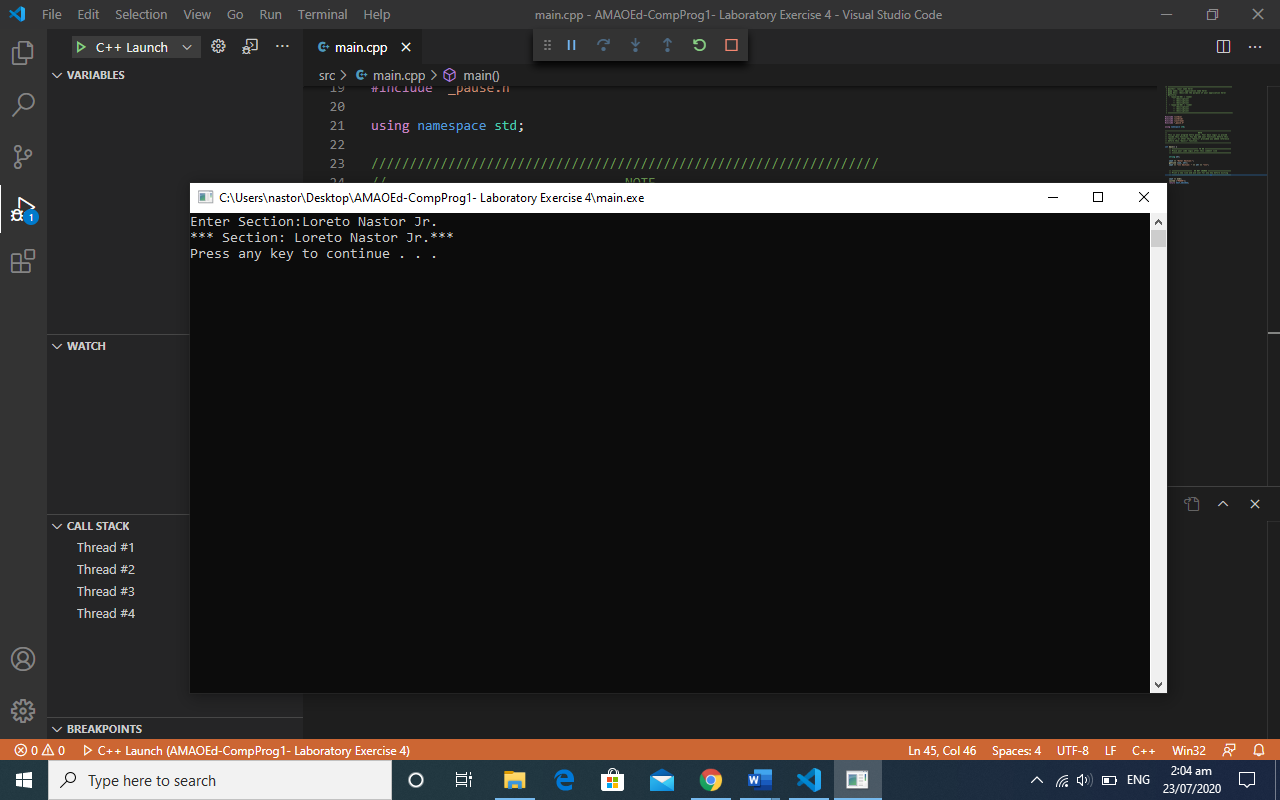 File Edit Selection View Go Run Terminal Help
main.cpp - AMAOEd-CompProg1- Laboratory Exercise 4 - Visual Studio Code
C++ Launch
main.cpp
VARIABLES
src > main.cpp > main()
19 #include "_pause.h"
20
21 using namespace std;
22
23 //////////////////////////////////////////////////////////////////
24 // NOTE
C:\Users\nastor\Desktop\AMAOEd-CompProg1- Laboratory Exercise 4\main.exe
Enter Section:Loreto Nastor Jr.
*** Section: Loreto Nastor Jr.***
Press any key to continue . . .
1
WATCH
CALL STACK
Thread #1
Thread #2
Thread #3
Thread #4
BREAKPOINTS
0 0 C++ Launch (AMAOEd-CompProg1- Laboratory Exercise 4)
Ln 45, Col 46 Spaces: 4 UTF-8 LF C++ Win32
Type here to search
ENG
2:04 am
23/07/2020